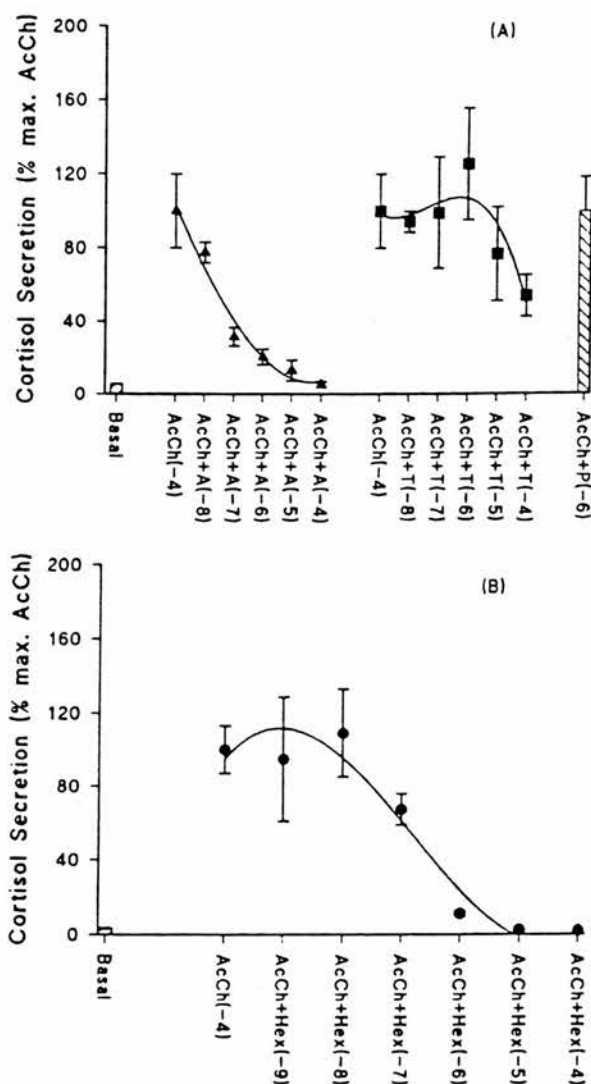 Cortisol Secretion (% max. AcCh)
200
160
120
80
40
0
(A)
Basal
AcCh(-4)
AcCh+A(-8)
AcCh+A(-7)
AcCh+A(-6)
AcCh+A(-5)
AcCh+A(-4)
AcCh(-4)
AcCh+T(-8)
AcCh+T(-7)
AcCh+T(-6)
AcCh+T(-5)
AcCh+T(-4)
AcCh+P(-6)
Cortisol Secretion (% max. AcCh)
200
160
120
80
40
0
(B)
Basal
AcCh(-4)
AcCh+Hex(-9)
AcCh+Hex(-8)
AcCh+Hex(-7)
AcCh+Hex(-6)
AcCh+Hex(-5)
AcCh+Hex(-4)